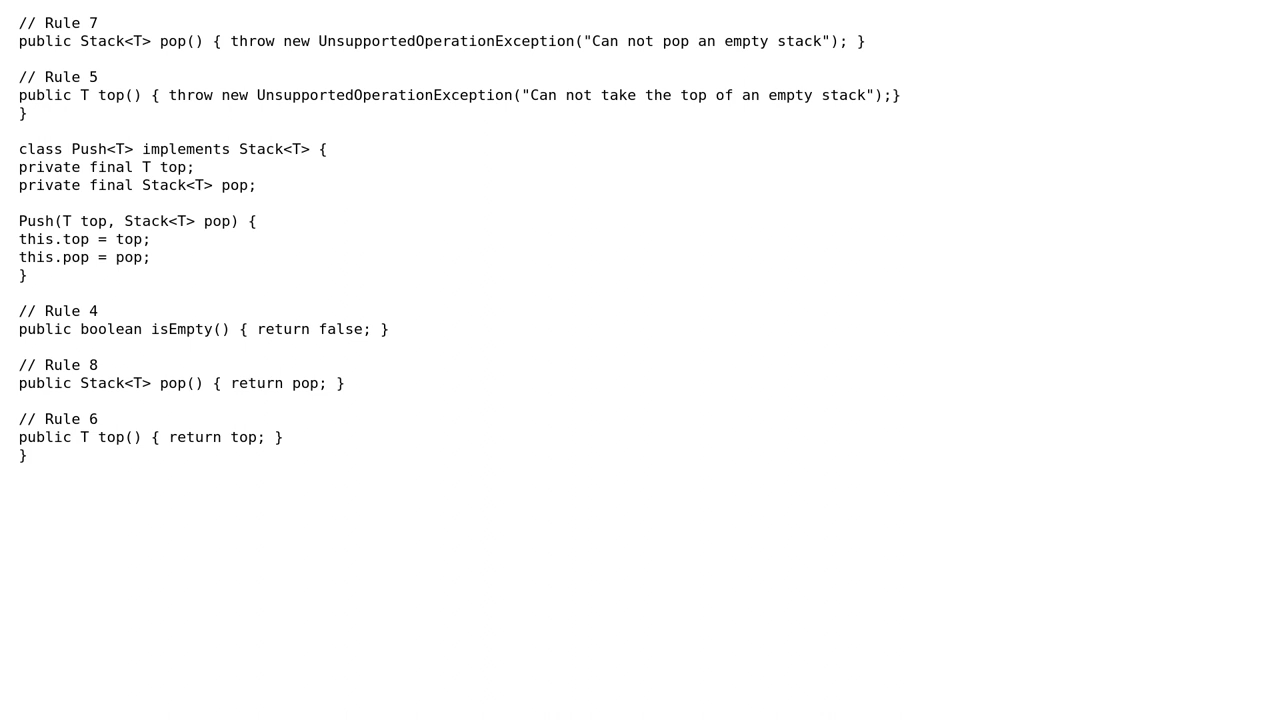 // Rule 7
public Stack<T> pop() { throw new UnsupportedOperationException("Can not pop an empty stack"); }
// Rule 5
public T top() { throw new UnsupportedOperationException("Can not take the top of an empty stack");}
}
class Push<T> implements Stack<T> {
private final T top;
private final Stack<T> pop;
Push(T top, Stack<T> pop) {
this.top = top;
this.pop = pop;
}
// Rule 4
public boolean isEmpty() { return false; }
// Rule 8
public Stack<T> pop() { return pop; }
// Rule 6
public T top() { return top; }
}